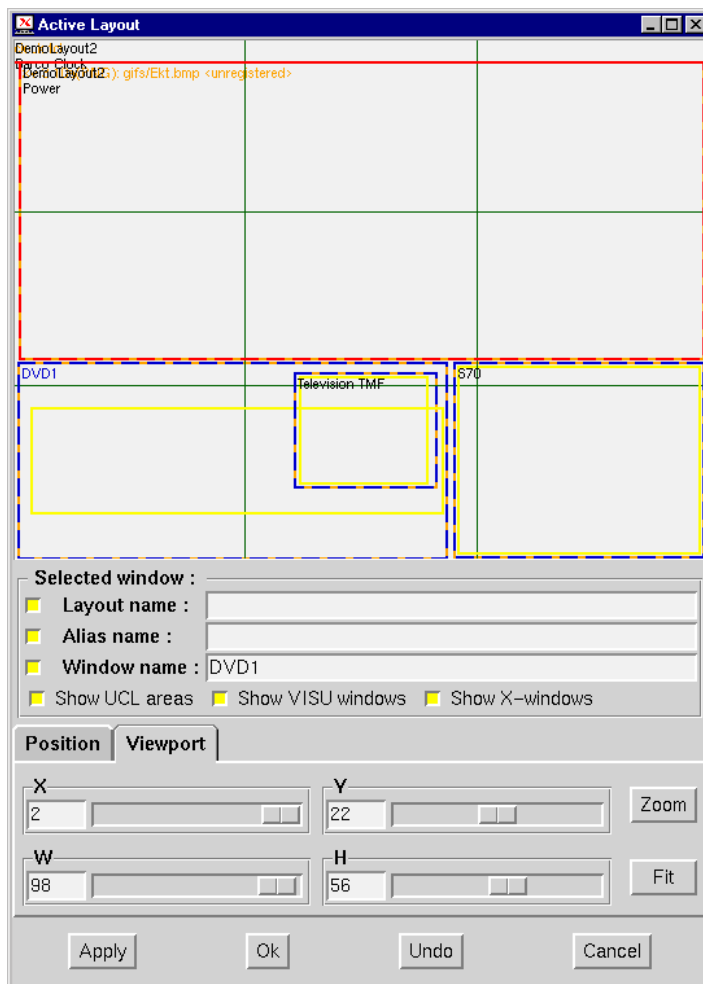 Active Layout
DemoLayout2
Barco Clock
DemoLayout2 G): gifs/Ekt.bmp <unregistered>
Power
DVD1
Television TMF
S70
Selected window :
Layout name :
Alias name :
Window name : DVD1
Show UCL areas Show VISU windows Show X-windows
Position Viewport
X Y
2 22 Zoom
W H
98 56 Fit
Apply Ok Undo Cancel